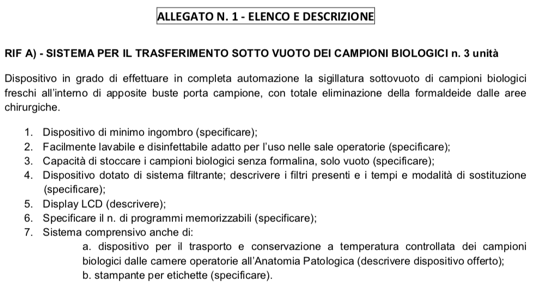 ALLEGATO N. 1 - ELENCO E DESCRIZIONE
RIF A) - SISTEMA PER IL TRASFERIMENTO SOTTO VUOTO DEI CAMPIONI BIOLOGICI n. 3 unità
Dispositivo in grado di effettuare in completa automazione la sigillatura sottovuoto di campioni biologici
freschi all'interno di apposite buste porta campione, con totale eliminazione della formaldeide dalle aree
chirurgiche.
1. Dispositivo di minimo ingombro (specificare);
2. Facilmente lavabile e disinfettabile adatto per l'uso nelle sale operatorie (specificare);
3. Capacità di stoccare i campioni biologici senza formalina, solo vuoto (specificare);
4. Dispositivo dotato di sistema filtrante; descrivere i filtri presenti e i tempi e modalità di sostituzione
(specificare);
5. Display LCD (descrivere);
6. Specificare il n. di programmi memorizzabili (specificare);
7. Sistema comprensivo anche di:
a. dispositivo per il trasporto e conservazione a temperatura controllata dei campioni
biologici dalle camere operatorie all'Anatomia Patologica (descrivere dispositivo offerto);
b. stampante per etichette (specificare).